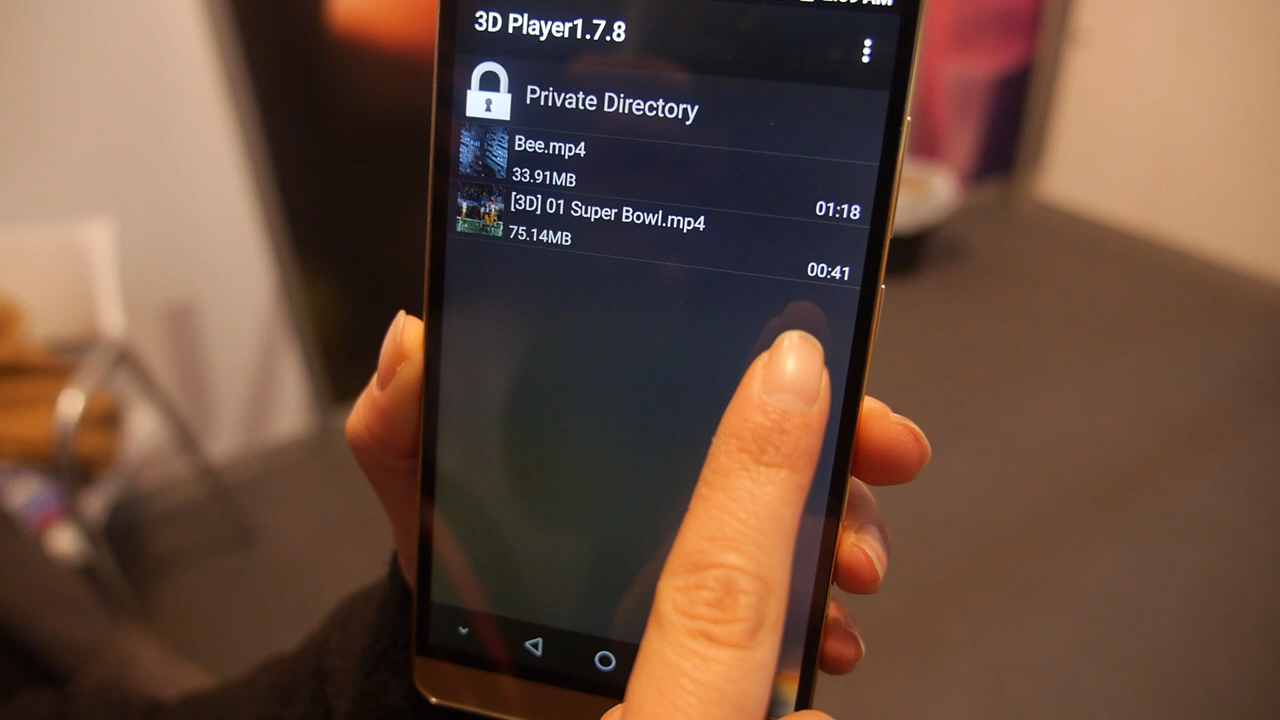 3D Player1.7.8
Private Directory
Bee.mp4
33.91MB
01:18
[3D] 01 Super Bowl.mp4
75.14MB
00:41